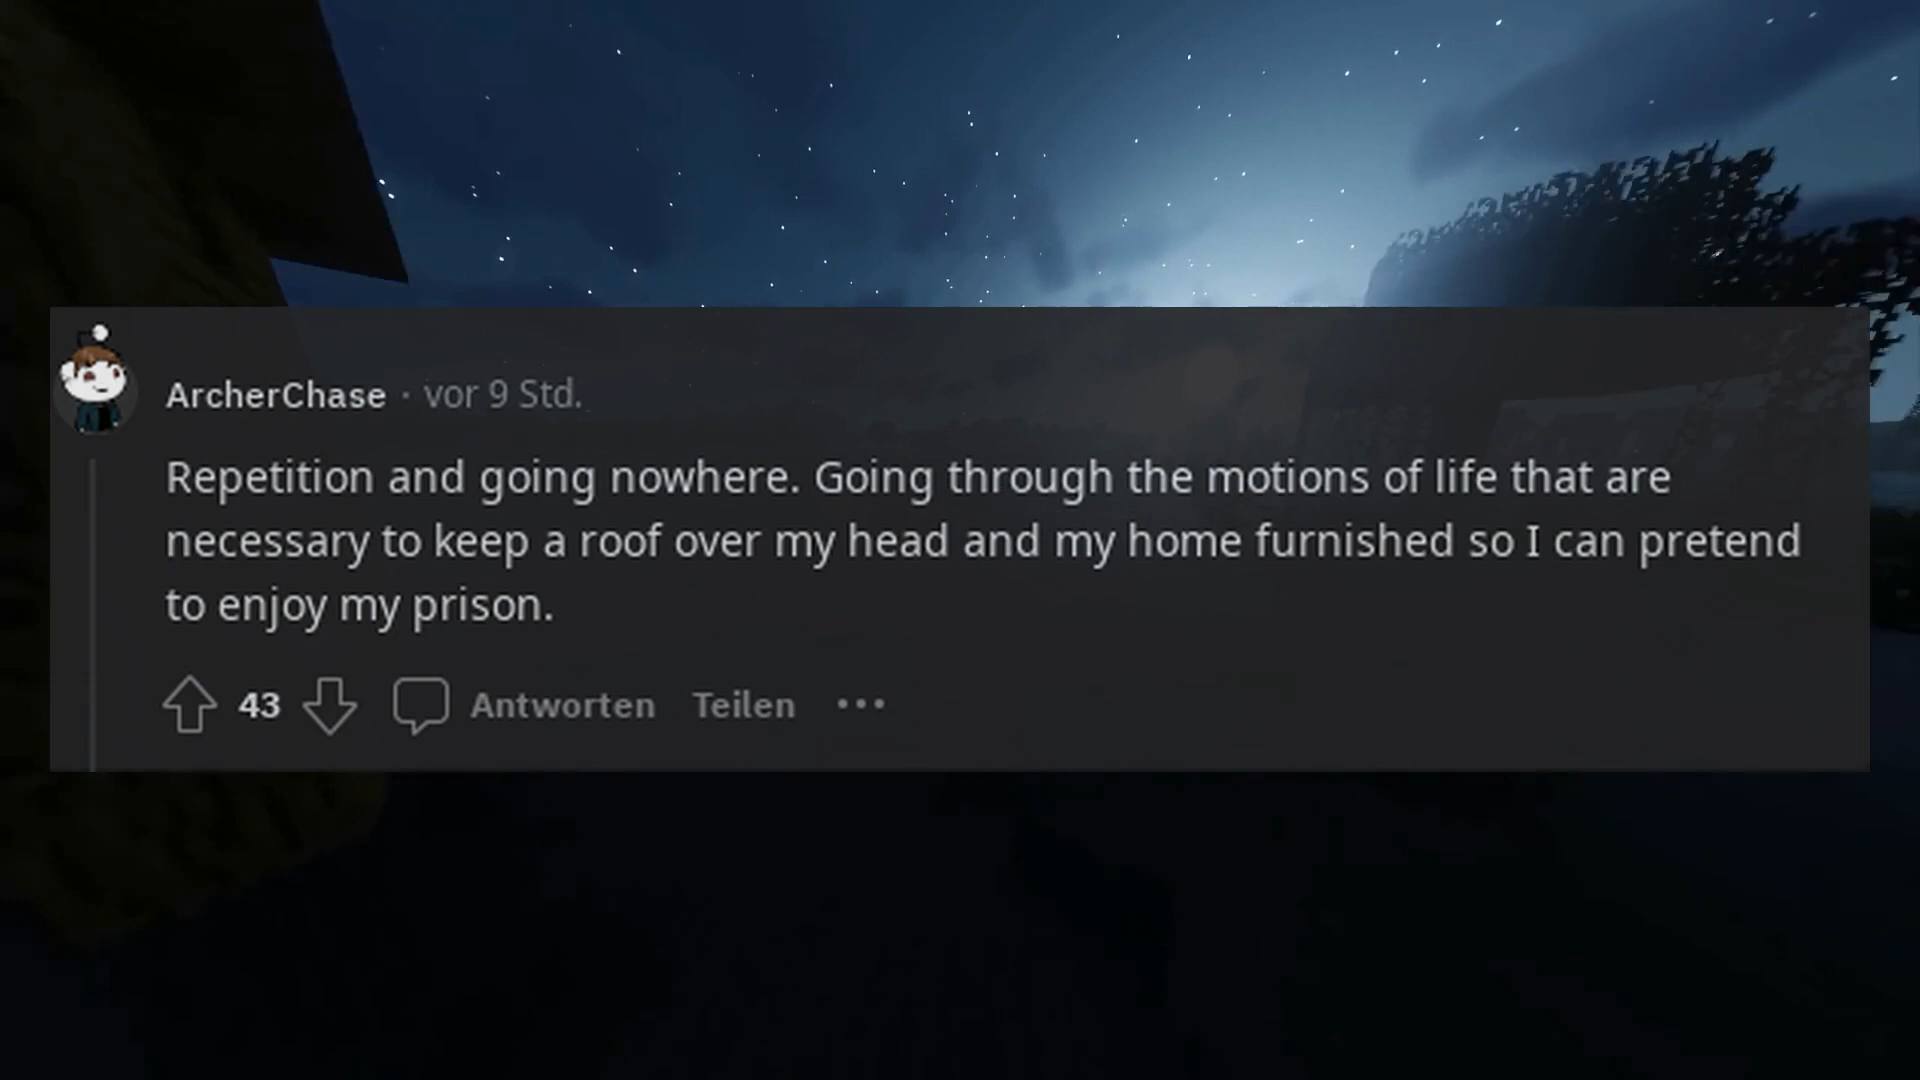 ArcherChase · vor 9 Std.
Repetition and going nowhere. Going through the motions of life that are
necessary to keep a roof over my head and my home furnished so I can pretend
to enjoy my prison.
43 Antworten Teilen ···